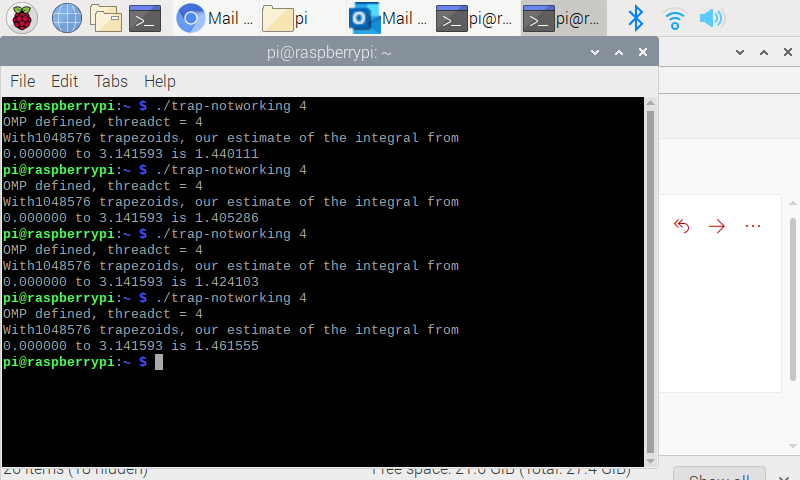 Mail ...
pi
Mail ...
pi@r...
pi@r...
pi@raspberrypi: ~
File Edit Tabs Help
pi@raspberrypi:~ $ ./trap-notworking 4
OMP defined, threadct = 4
With1048576 trapezoids, our estimate of the integral from
0.000000 to 3.141593 is 1.440111
pi@raspberrypi:~ $ ./trap-notworking 4
OMP defined, threadct = 4
With1048576 trapezoids, our estimate of the integral from
0.000000 to 3.141593 is 1.405286
pi@raspberrypi:~ $ ./trap-notworking 4
OMP defined, threadct = 4
With1048576 trapezoids, our estimate of the integral from
0.000000 to 3.141593 is 1.424103
pi@raspberrypi:~ $ ./trap-notworking 4
OMP defined, threadct = 4
With1048576 trapezoids, our estimate of the integral from
0.000000 to 3.141593 is 1.461555
pi@raspberrypi:~ $
items (18 hidden) Free space: 21.6 GiB (Total: 27.4 GiB)
Show all